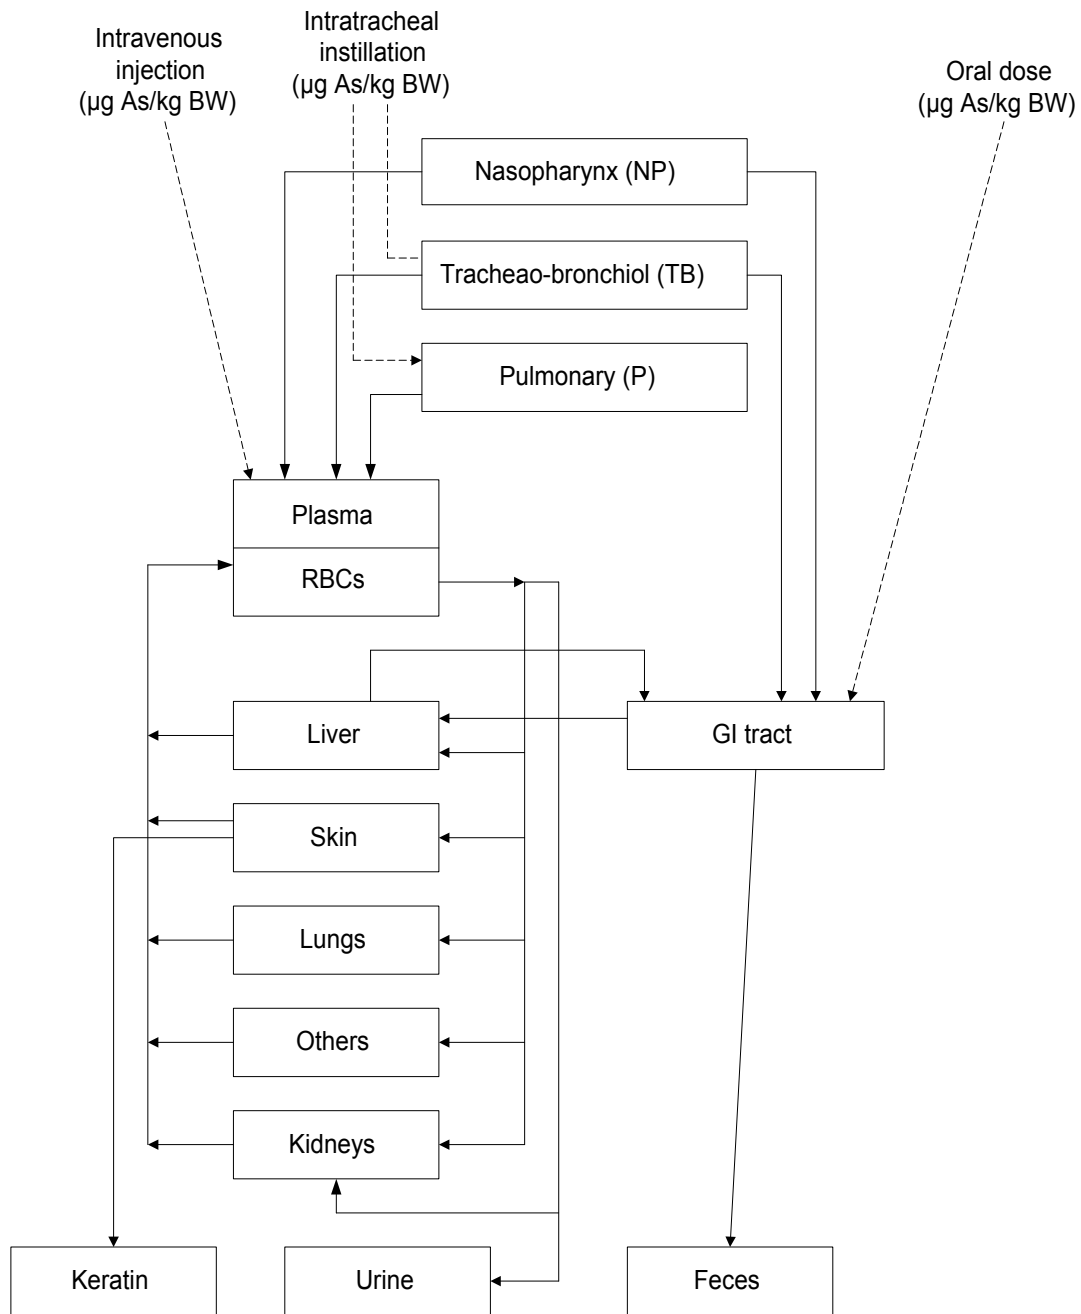 Intravenous
injection
(µg As/kg BW)
Intratracheal
instillation
(µg As/kg BW)
Oral dose
(µg As/kg BW)
Nasopharynx (NP)
Tracheao-bronchiol (TB)
Pulmonary (P)
Plasma
RBCs
Liver
GI tract
Skin
Lungs
Others
Kidneys
Keratin
Urine
Feces